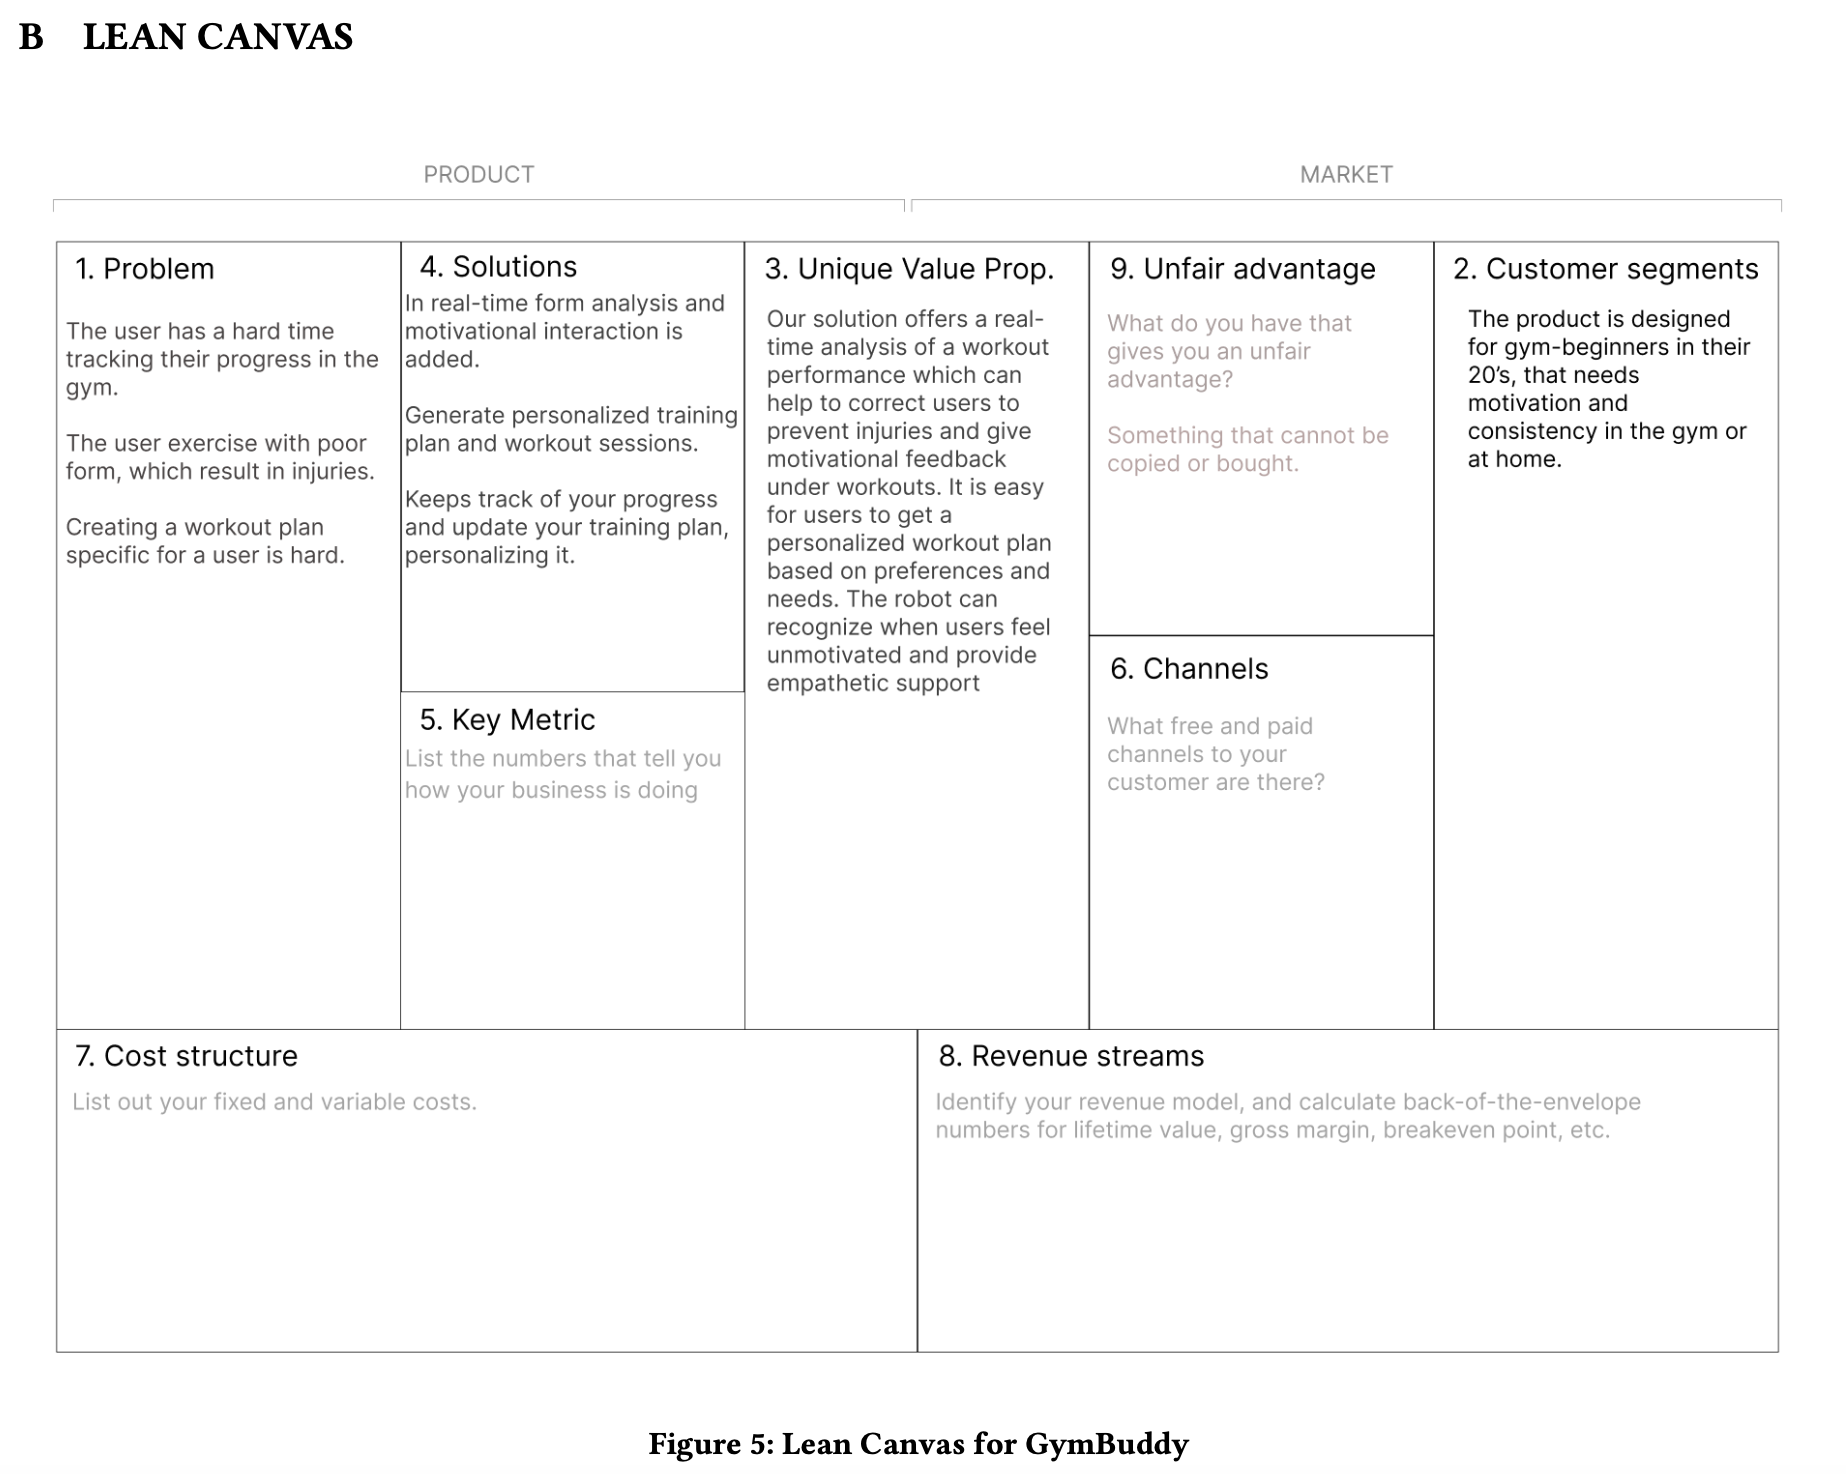 B LEAN CANVAS
PRODUCT
MARKET
1. Problem
The user has a hard time
tracking their progress in the
gym.
The user exercise with poor
form, which result in injuries.
Creating a workout plan
specific for a user is hard.
4. Solutions
In real-time form analysis and
motivational interaction is
added.
Generate personalized training
plan and workout sessions.
Keeps track of your progress
and update your training plan,
personalizing it.
5. Key Metric
List the numbers that tell you
how your business is doing
3. Unique Value Prop.
Our solution offers a real-
time analysis of a workout
performance which can
help to correct users to
prevent injuries and give
motivational feedback
under workouts. It is easy
for users to get a
personalized workout plan
based on preferences and
needs. The robot can
recognize when users feel
unmotivated and provide
empathetic support
9. Unfair advantage
What do you have that
gives you an unfair
advantage?
Something that cannot be
copied or bought.
6. Channels
What free and paid
channels to your
customer are there?
2. Customer segments
The product is designed
for gym-beginners in their
20’s, that needs
motivation and
consistency in the gym or
at home.
7. Cost structure
List out your fixed and variable costs.
8. Revenue streams
Identify your revenue model, and calculate back-of-the-envelope
numbers for lifetime value, gross margin, breakeven point, etc.
Figure 5: Lean Canvas for GymBuddy